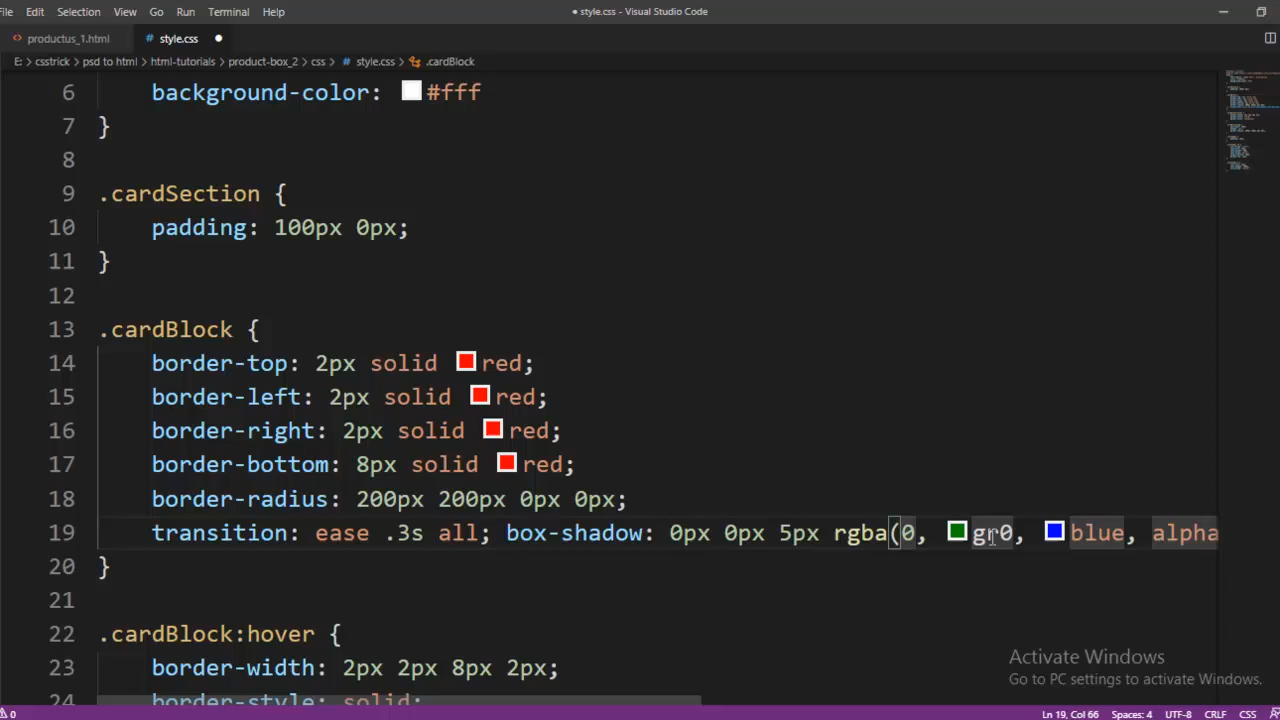 File Edit Selection View Go Run Terminal Help
● style.css - Visual Studio Code
<> productus_1.html # style.css ●
E: > csstrick > psd to html > html-tutorials > product-box_2 > css > # style.css > .cardBlock
6 background-color: #fff
7 }
8
9 .cardSection {
10 padding: 100px 0px;
11 }
12
13 .cardBlock {
14 border-top: 2px solid red;
15 border-left: 2px solid red;
16 border-right: 2px solid red;
17 border-bottom: 8px solid red;
18 border-radius: 200px 200px 0px 0px;
19 transition: ease .3s all; box-shadow: 0px 0px 5px rgba(0, gr0, blue, alpha
20 }
21
22 .cardBlock:hover {
23 border-width: 2px 2px 8px 2px;
24 border-style: solid;
Activate Windows
Go to PC settings to activate Windows.
0 Ln 19, Col 66 Spaces: 4 UTF-8 CRLF CSS